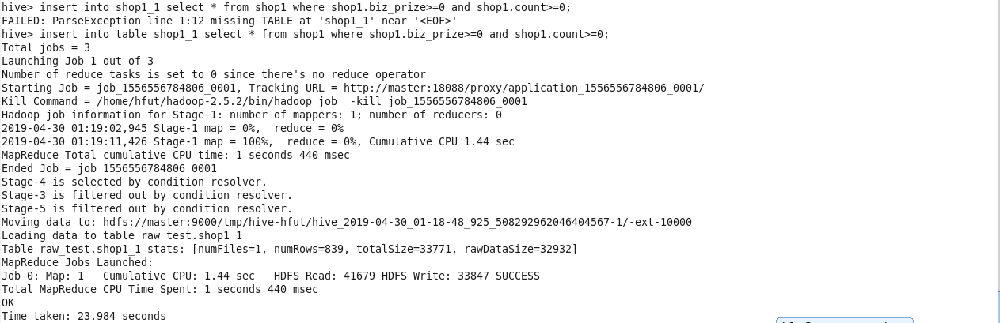 hive> insert into shop1_1 select * from shop1 where shop1.biz_prize>=0 and shop1.count>=0;
FAILED: ParseException line 1:12 missing TABLE at 'shop1_1' near '<EOF>'
hive> insert into table shop1_1 select * from shop1 where shop1.biz_prize>=0 and shop1.count>=0;
Total jobs = 3
Launching Job 1 out of 3
Number of reduce tasks is set to 0 since there's no reduce operator
Starting Job = job_1556556784806_0001, Tracking URL = http://master:18088/proxy/application_1556556784806_0001/
Kill Command = /home/hfut/hadoop-2.5.2/bin/hadoop job  -kill job_1556556784806_0001
Hadoop job information for Stage-1: number of mappers: 1; number of reducers: 0
2019-04-30 01:19:02,945 Stage-1 map = 0%,  reduce = 0%
2019-04-30 01:19:11,426 Stage-1 map = 100%,  reduce = 0%, Cumulative CPU 1.44 sec
MapReduce Total cumulative CPU time: 1 seconds 440 msec
Ended Job = job_1556556784806_0001
Stage-4 is selected by condition resolver.
Stage-3 is filtered out by condition resolver.
Stage-5 is filtered out by condition resolver.
Moving data to: hdfs://master:9000/tmp/hive-hfut/hive_2019-04-30_01-18-48_925_508292962046404567-1/-ext-10000
Loading data to table raw_test.shop1_1
Table raw_test.shop1_1 stats: [numFiles=1, numRows=839, totalSize=33771, rawDataSize=32932]
MapReduce Jobs Launched:
Job 0: Map: 1   Cumulative CPU: 1.44 sec   HDFS Read: 41679 HDFS Write: 33847 SUCCESS
Total MapReduce CPU Time Spent: 1 seconds 440 msec
OK
Time taken: 23.984 seconds